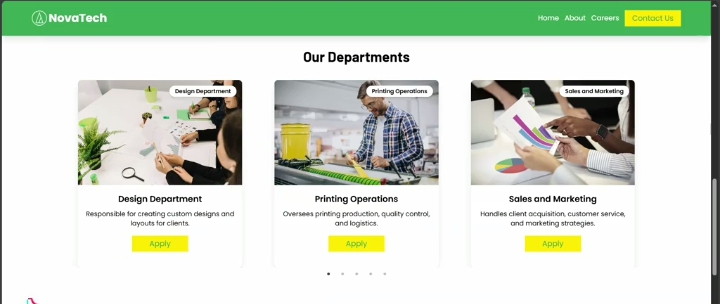 NovaTech
Home About Careers Contact Us
Our Departments
Design Department
Printing Operations
Sales and Marketing
Design Department
Responsible for creating custom designs and
layouts for clients.
Apply
Printing Operations
Oversees printing production, quality control,
and logistics.
Apply
Sales and Marketing
Handles client acquisition, customer service,
and marketing strategies.
Apply